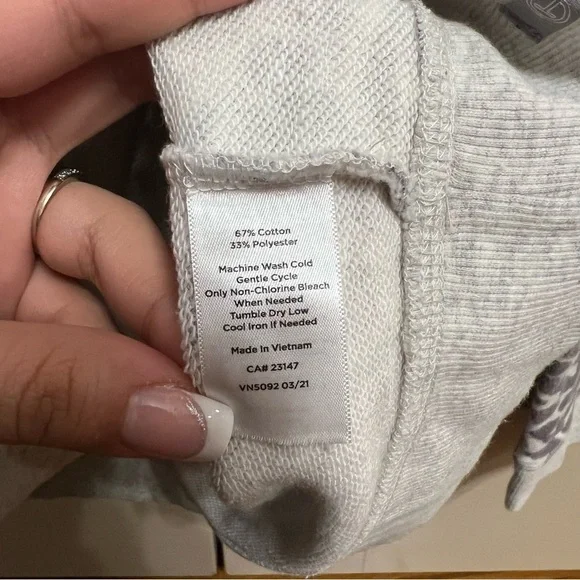 67% Cotton
33% Polyester
Machine Wash Cold
Gentle Cycle
Only Non-Chlorine Bleach
When Needed
Tumble Dry Low
Cool Iron If Needed
Made In Vietnam
CA# 23147
VN5092 03/21